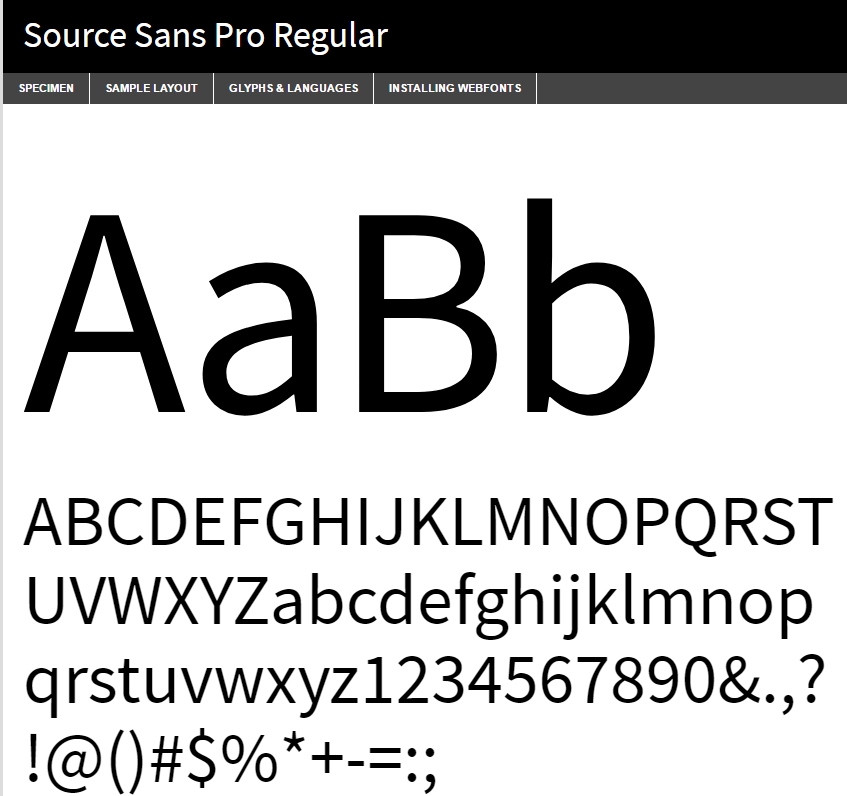 Source Sans Pro Regular
SPECIMEN SAMPLE LAYOUT GLYPHS & LANGUAGES INSTALLING WEBFONTS
AaBb
ABCDEFGHIJKLMNOPQRST
UVWXYZabcdefghijklmnop
qrstuvwxyz1234567890&.,?
!@()#$%*+-=:;